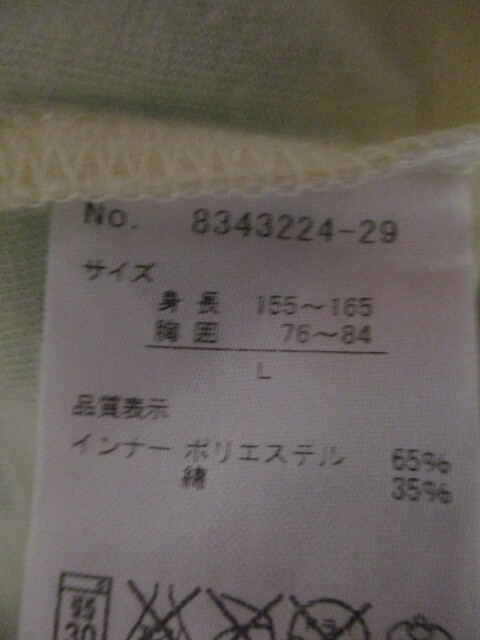 No. 8343224-29
サイズ
身長 155～165
胸囲 76～84
L
品質表示
インナー ポリエステル 65%
綿 35%